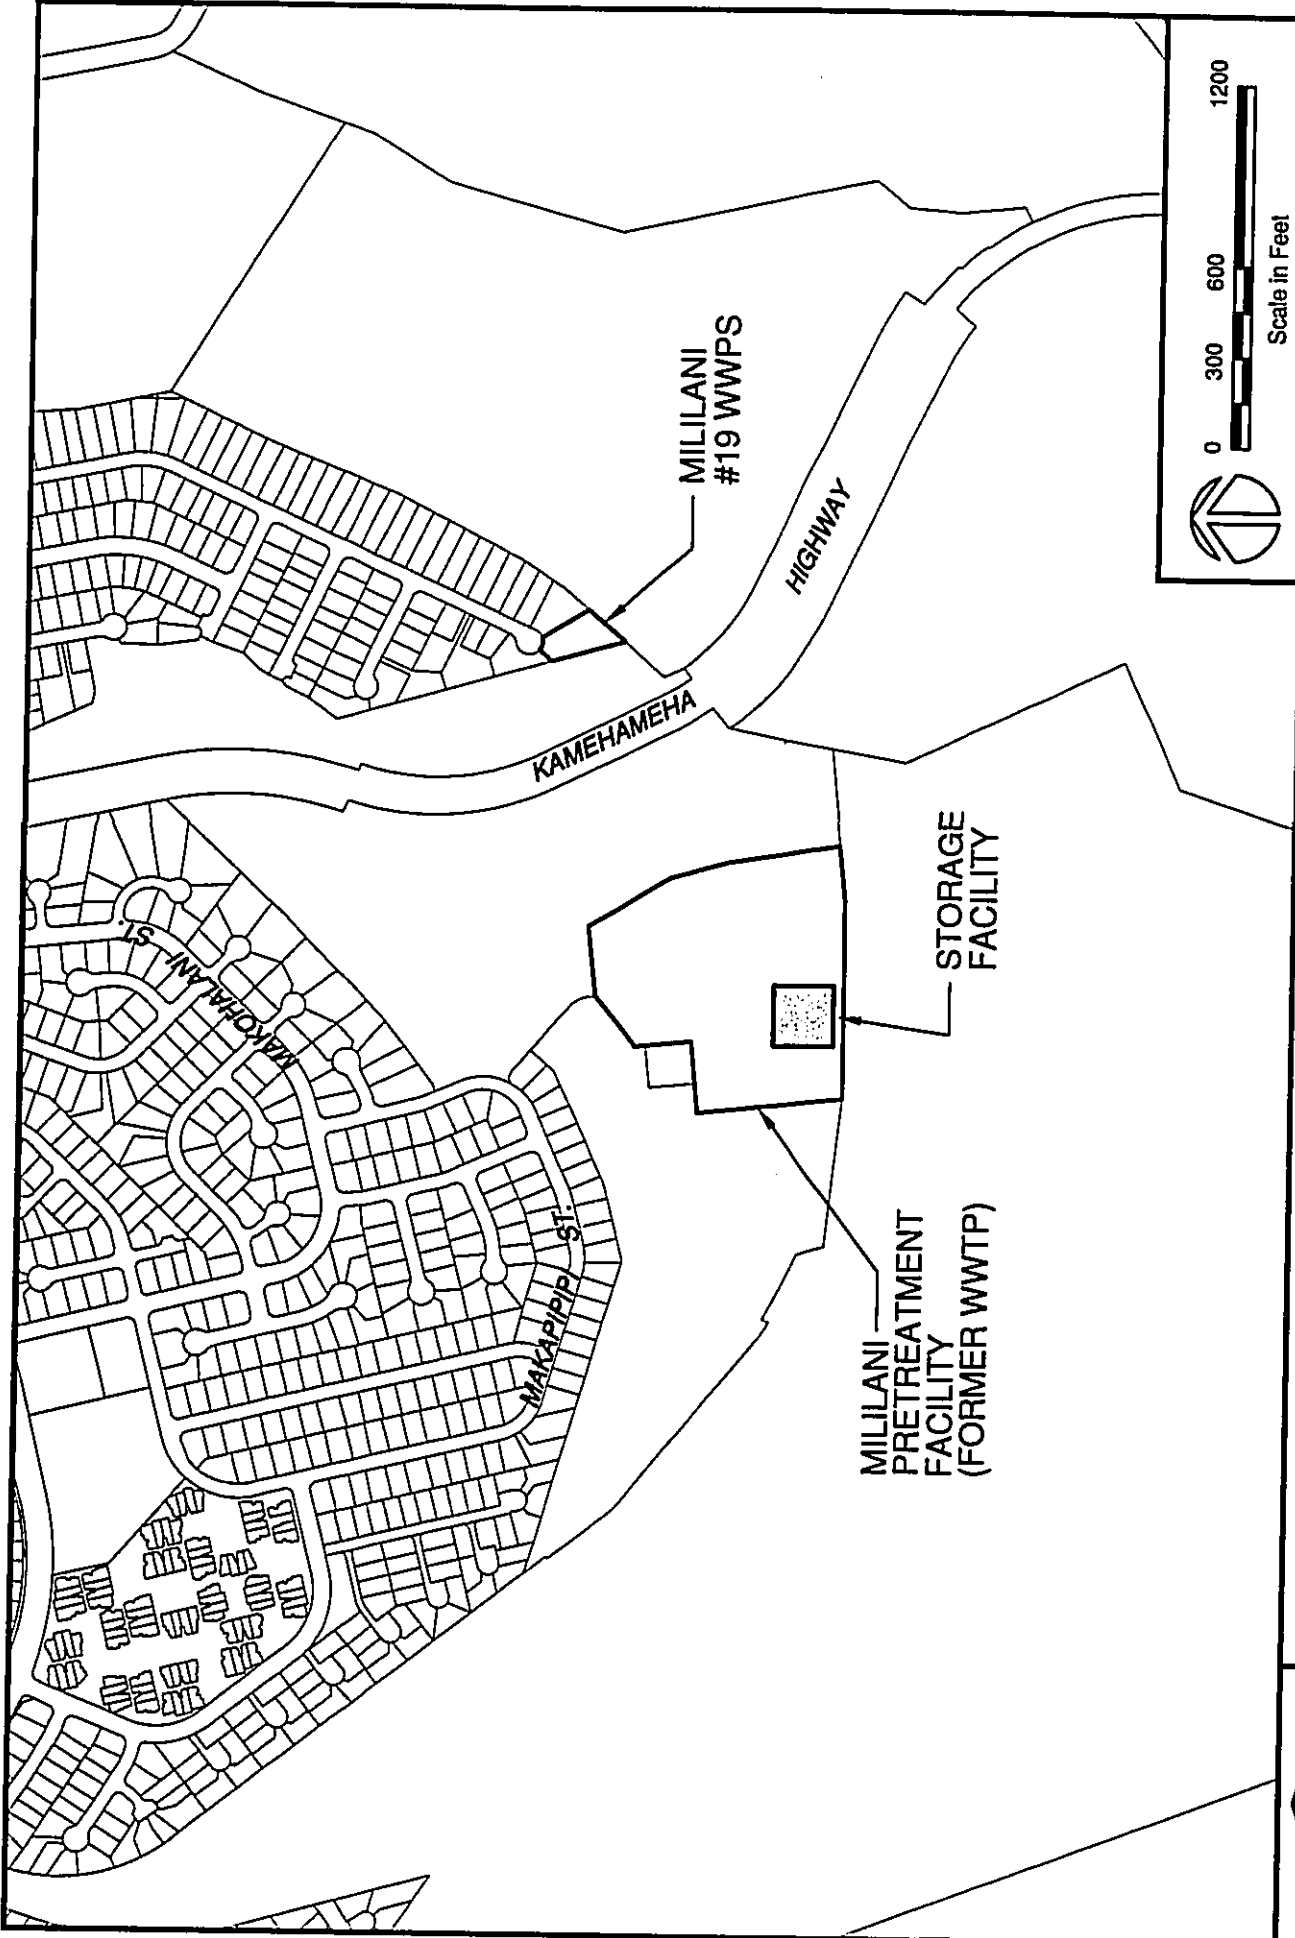 MAKOHALANI ST.
KAMEHAMEHA
HIGHWAY
MAKAPIPIPI ST.
MILILANI
#19 WWPS
STORAGE
FACILITY
MILILANI
PRETREATMENT
FACILITY
(FORMER WWTP)
0 300 600 1200
Scale in Feet